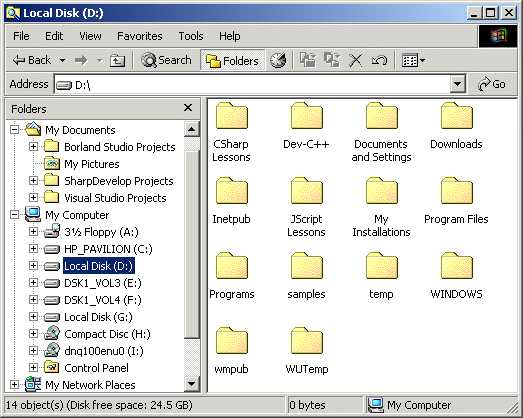 Local Disk (D:)
File Edit View Favorites Tools Help
Back Search Folders
Address D:\ Go
Folders
My Documents
Borland Studio Projects
My Pictures
SharpDevelop Projects
Visual Studio Projects
My Computer
3½ Floppy (A:)
HP_PAVILION (C:)
Local Disk (D:)
DSK1_VOL3 (E:)
DSK1_VOL4 (F:)
Local Disk (G:)
Compact Disc (H:)
dnq100enu0 (I:)
Control Panel
My Network Places
CSharp Lessons
Dev-C++
Documents and Settings
Downloads
Inetpub
JScript Lessons
My Installations
Program Files
Programs
samples
temp
WINDOWS
wmpub
WUTemp
14 object(s) (Disk free space: 24.5 GB) 0 bytes My Computer